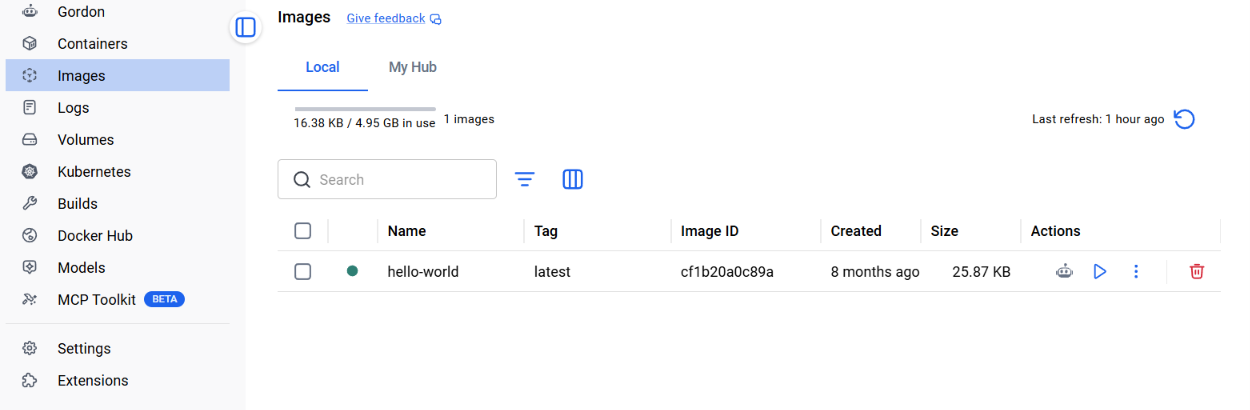 Gordon
Containers
Images
Logs
Volumes
Kubernetes
Builds
Docker Hub
Models
MCP Toolkit BETA
Settings
Extensions
Images Give feedback
Local My Hub
16.38 KB / 4.95 GB in use 1 images
Last refresh: 1 hour ago
Search
Name Tag Image ID Created Size Actions
hello-world latest cf1b20a0c89a 8 months ago 25.87 KB